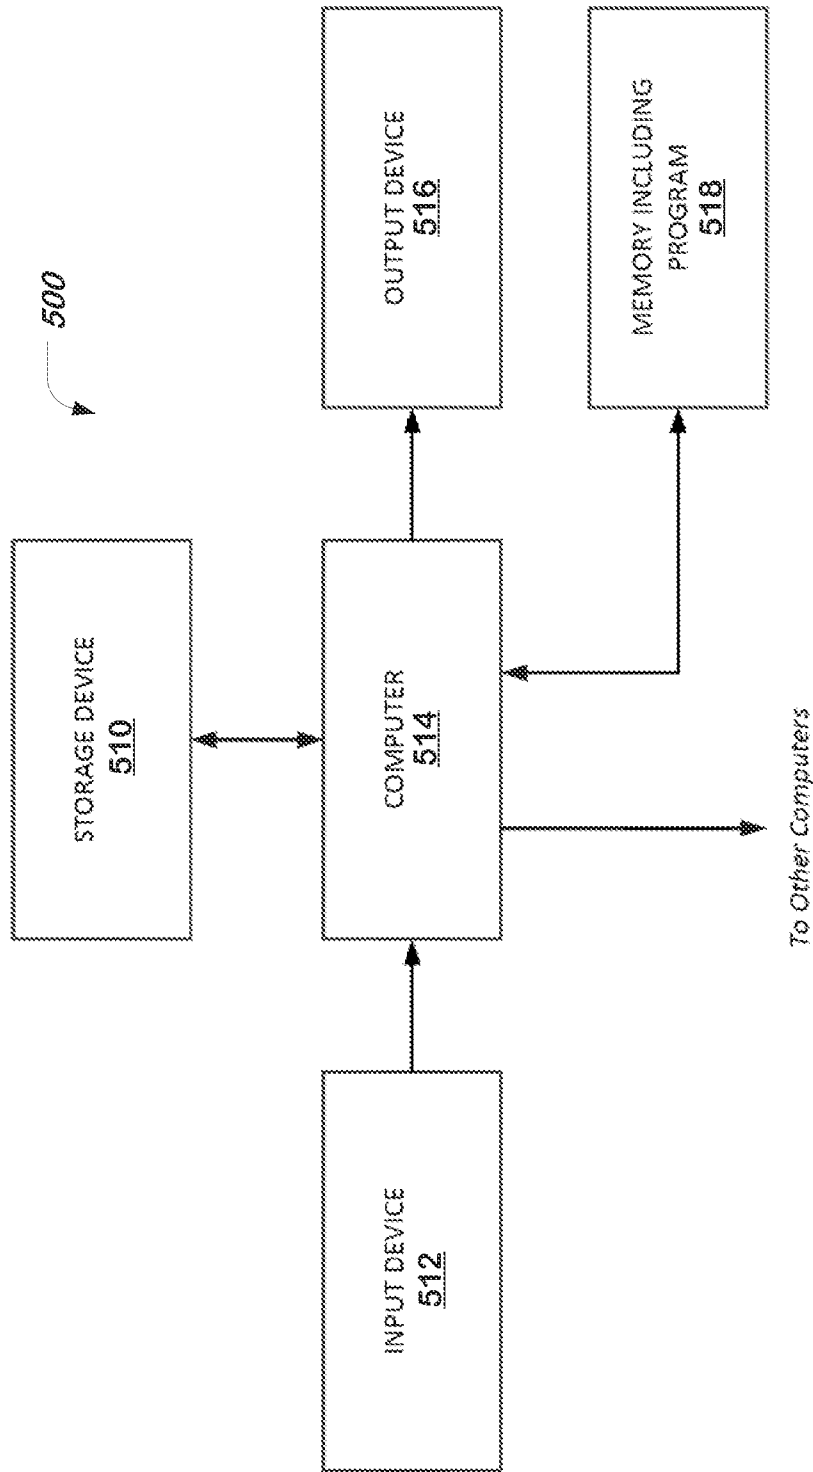 500
STORAGE DEVICE
510
INPUT DEVICE
512
COMPUTER
514
OUTPUT DEVICE
516
MEMORY INCLUDING
PROGRAM
518
To Other Computers